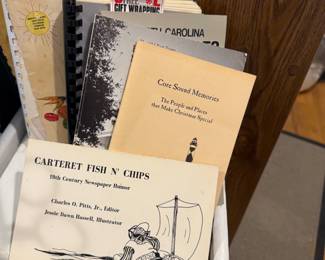 GIFT WRAPPING
CAROLINA
Core Sound Memories
The People and Places
that Make Christmas Special
CARTERET FISH N' CHIPS
19th Century Newspaper Humor
Charles O. Pitts, Jr., Editor
Jessie Dawn Russell, Illustrator